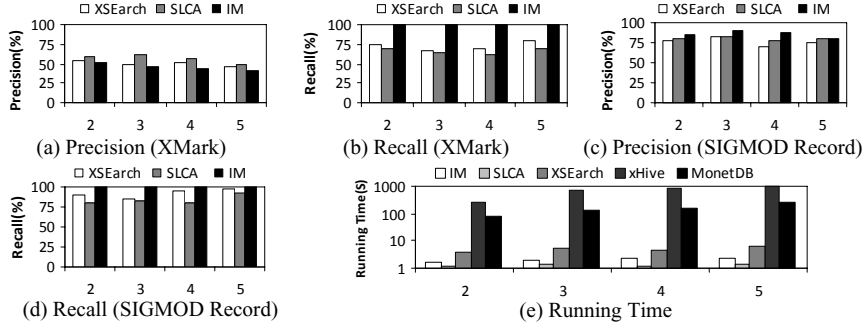 XSEarch SLCA IM
Precision(%)
100
75
50
25
0
2 3 4 5
(a) Precision (XMark)
XSEarch SLCA IM
Recall(%)
100
75
50
25
0
2 3 4 5
(b) Recall (XMark)
XSEarch SLCA IM
Precision(%)
100
75
50
25
0
2 3 4 5
(c) Precision (SIGMOD Record)
XSEarch SLCA IM
Recall(%)
100
75
50
25
0
2 3 4 5
(d) Recall (SIGMOD Record)
IM SLCA XSEarch xHive MonetDB
Running Time(S)
1000
100
10
1
2 3 4 5
(e) Running Time